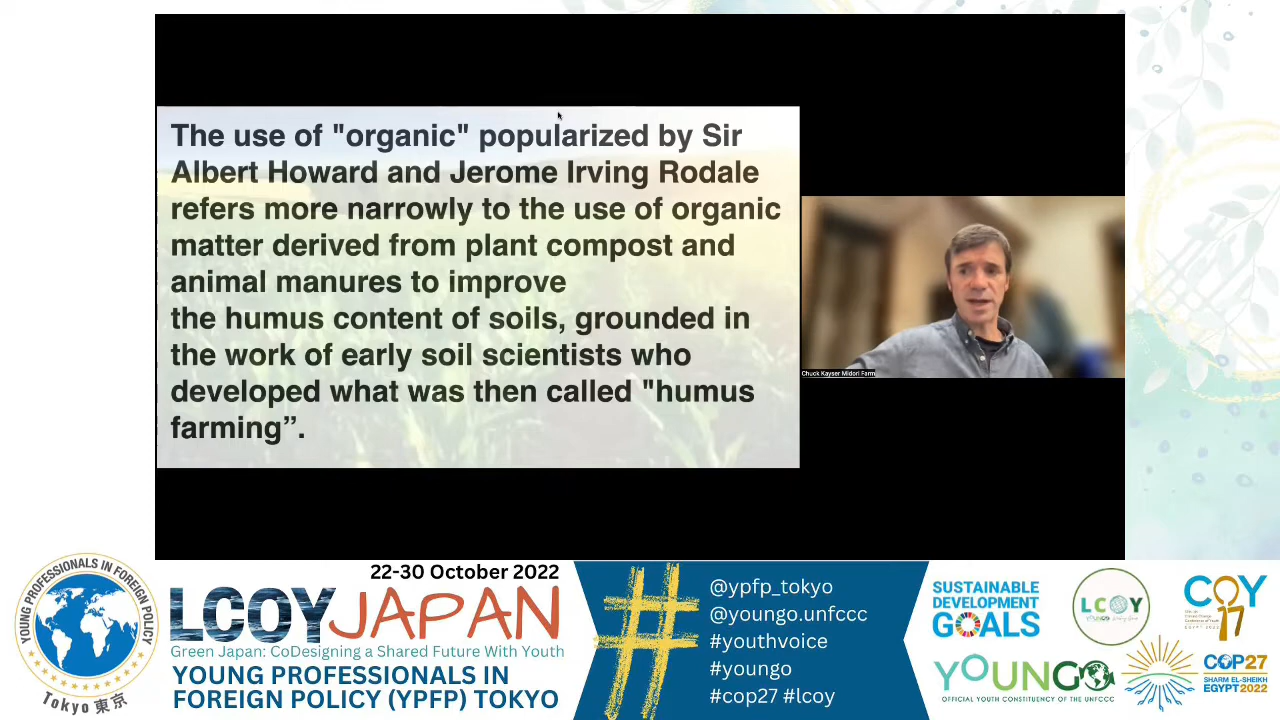 The use of "organic" popularized by Sir
Albert Howard and Jerome Irving Rodale
refers more narrowly to the use of organic
matter derived from plant compost and
animal manures to improve
the humus content of soils, grounded in
the work of early soil scientists who
developed what was then called "humus
farming”.
Chuck Kayser Midori Farm
YOUNG PROFESSIONALS IN FOREIGN POLICY
Tokyo 東京
22-30 October 2022
LCOY JAPAN
Green Japan: CoDesigning a Shared Future With Youth
YOUNG PROFESSIONALS IN
FOREIGN POLICY (YPFP) TOKYO
#
@ypfp_tokyo
@youngo.unfccc
#youthvoice
#youngo
#cop27 #lcoy
SUSTAINABLE
DEVELOPMENT
GOALS
LCOY
COY
17
YOUNGO
OFFICIAL YOUTH CONSTITUENCY OF THE UNFCCC
COP27
SHARM EL-SHEIKH
EGYPT2022